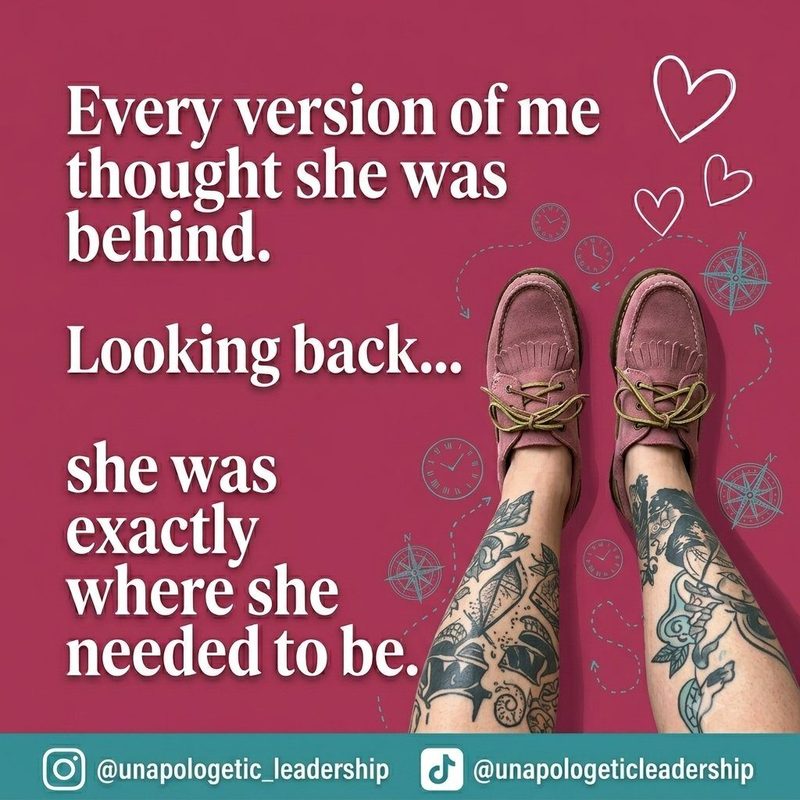 Every version of me
thought she was
behind.
Looking back...
she was
exactly
where she
needed to be.
@unapologetic_leadership
@unapologeticleadership